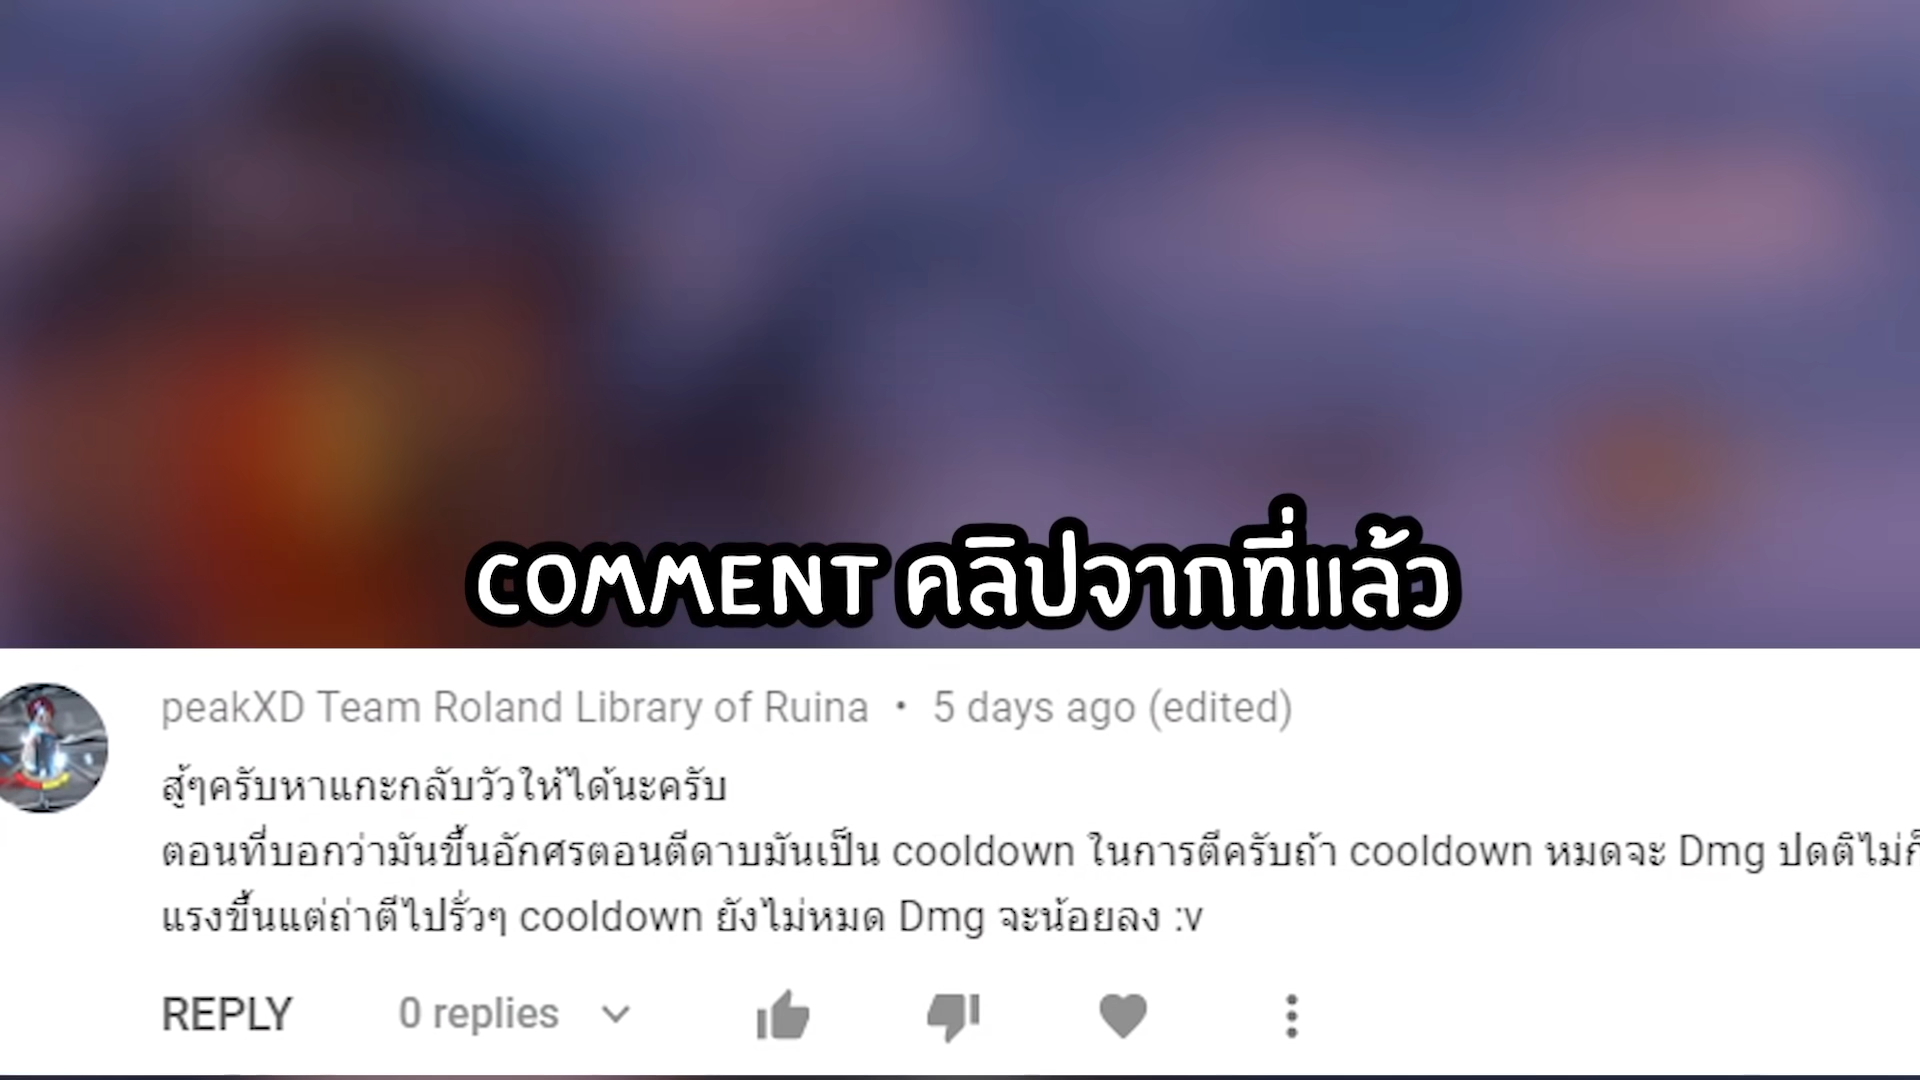 COMMENT คลิปจากที่แล้ว
peakXD Team Roland Library of Ruina • 5 days ago (edited)
สู้ๆครับหาแกะกลับวัวให้ได้นะครับ
ตอนที่บอกว่ามันขึ้นอักศรตอนตีดาบมันเป็น cooldown ในการตีครับถ้า cooldown หมดจะ Dmg ปดติไม่ก็
แรงขึ้นแต่ถ่าตีไปรั่วๆ cooldown ยังไม่หมด Dmg จะน้อยลง :v
REPLY 0 replies